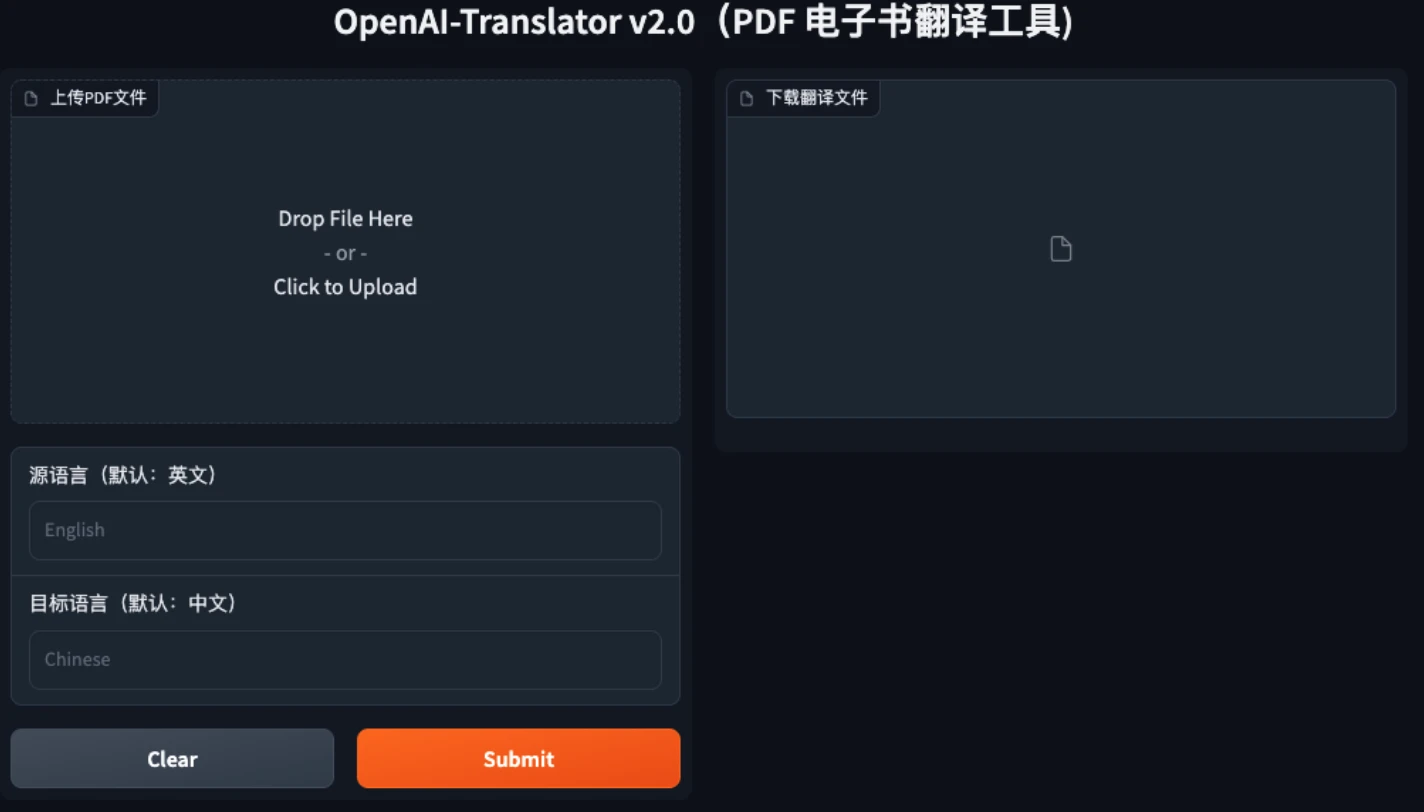 OpenAI-Translator v2.0（PDF 电子书翻译工具)
上传PDF文件
Drop File Here
- or -
Click to Upload
源语言（默认：英文）
English
目标语言（默认：中文）
Chinese
Clear
Submit
下载翻译文件